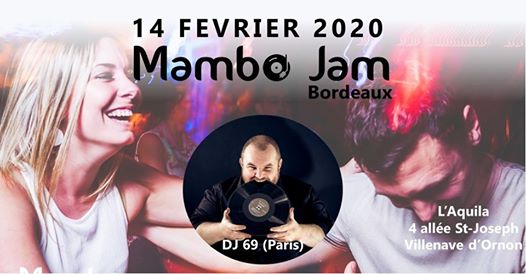 14 FEVRIER 2020
Mambo Jam
Bordeaux
DJ 69 (Paris)
L'Aquila
4 allée St-Joseph
Villenave d'Ornon